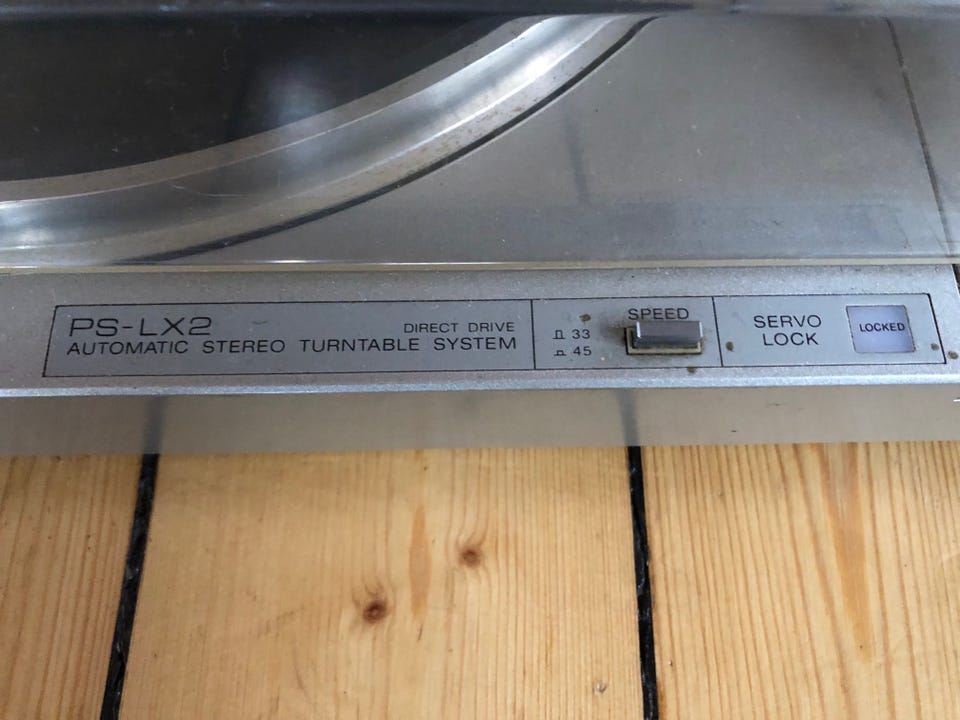 PS-LX2
DIRECT DRIVE
AUTOMATIC STEREO TURNTABLE SYSTEM
SPEED
33
45
SERVO
LOCK
LOCKED